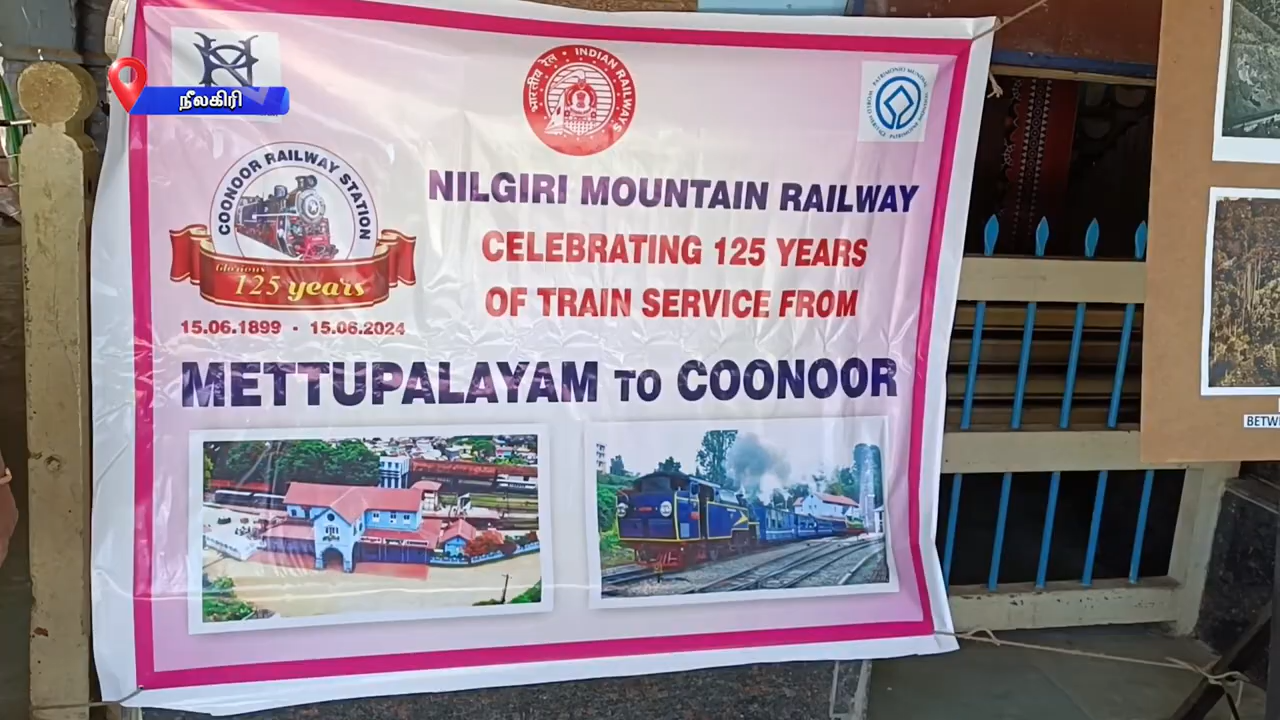 நீலகிரி
भारतीय रेल • INDIAN RAILWAYS
COONOOR RAILWAY STATION
Glorious
125 years
15.06.1899 - 15.06.2024
NILGIRI MOUNTAIN RAILWAY
CELEBRATING 125 YEARS
OF TRAIN SERVICE FROM
METTUPALAYAM TO COONOOR
BETW